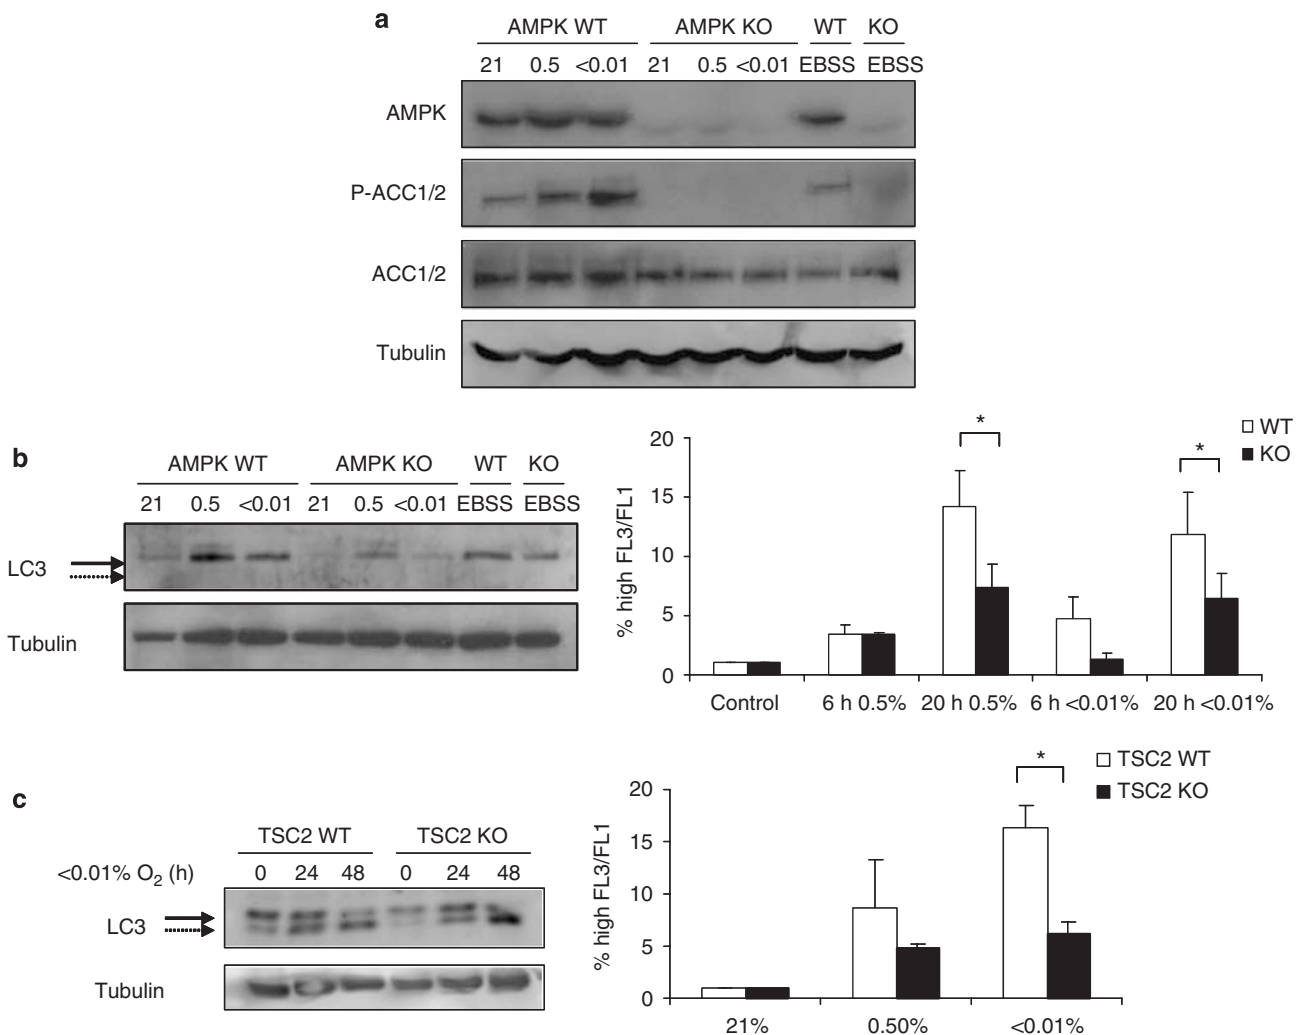 a
AMPK WT AMPK KO WT KO
21 0.5 <0.01 21 0.5 <0.01 EBSS EBSS
AMPK
P-ACC1/2
ACC1/2
Tubulin
b
AMPK WT AMPK KO WT KO
21 0.5 <0.01 21 0.5 <0.01 EBSS EBSS
LC3
Tubulin
% high FL3/FL1
20
15
10
5
0
* *
WT
KO
Control 6 h 0.5% 20 h 0.5% 6 h <0.01% 20 h <0.01%
c
TSC2 WT TSC2 KO
<0.01% O2 (h) 0 24 48 0 24 48
LC3
Tubulin
% high FL3/FL1
20
15
10
5
0
*
TSC2 WT
TSC2 KO
21% 0.50% <0.01%